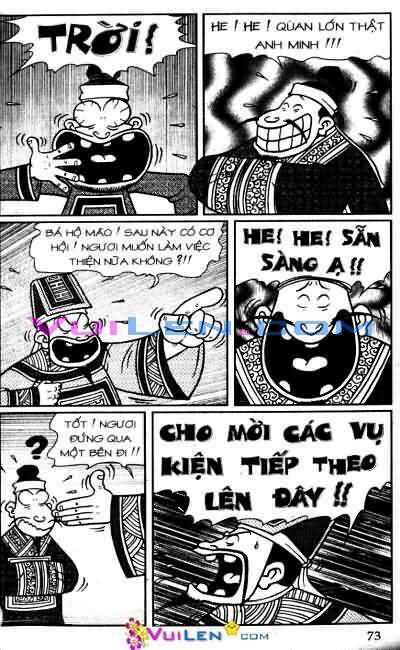 TRỜI!
HE! HE! QUAN LỚN THẬT
ANH MINH!!!
BÁ HỘ MÃO! SAU NÀY CÓ CƠ
HỘI! NGƯƠI MUỐN LÀM VIỆC
THIỆN NỮA KHÔNG?!!
HE! HE! SẴN
SÀNG Ạ!!
VUILEN.COM
?
TỐT! NGƯƠI
ĐỨNG QUA
MỘT BÊN ĐI!!
CHO MỜI CÁC VỤ
KIỆN TIẾP THEO
LÊN ĐÂY!!
73
VUILEN.COM